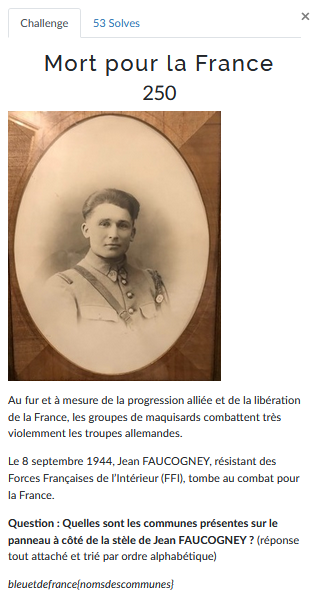 Challenge
53 Solves
×
Mort pour la France
250
Au fur et à mesure de la progression alliée et de la libération
de la France, les groupes de maquisards combattent très
violemment les troupes allemandes.
Le 8 septembre 1944, Jean FAUCOGNEY, résistant des
Forces Françaises de l'Intérieur (FFI), tombe au combat pour
la France.
Question : Quelles sont les communes présentes sur le
panneau à côté de la stèle de Jean FAUCOGNEY ? (réponse
tout attaché et trié par ordre alphabétique)
bleuetdefrance{nomsdescommunes}